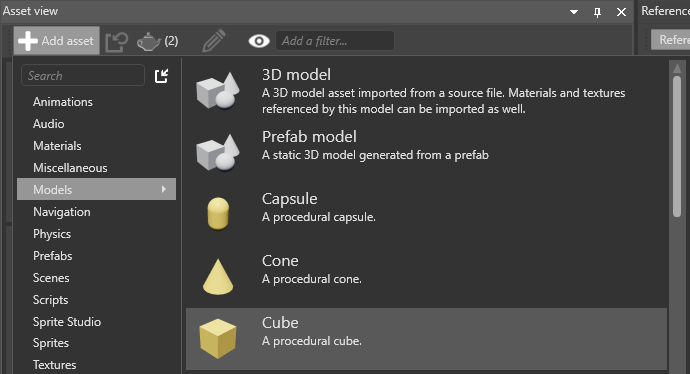 Asset view
Reference
Add asset
(2)
Add a filter...
Refere
Search
Animations
Audio
Materials
Miscellaneous
Models
Navigation
Physics
Prefabs
Scenes
Scripts
Sprite Studio
Sprites
Textures
3D model
A 3D model asset imported from a source file. Materials and textures
referenced by this model can be imported as well.
Prefab model
A static 3D model generated from a prefab
Capsule
A procedural capsule.
Cone
A procedural cone.
Cube
A procedural cube.